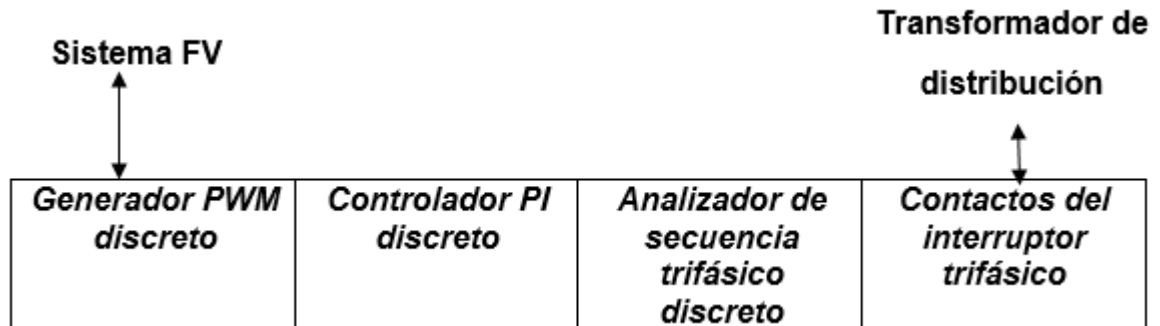 Sistema FV
Transformador de
distribución
Generador PWM
discreto
Controlador PI
discreto
Analizador de
secuencia
trifásico
discreto
Contactos del
interruptor
trifásico